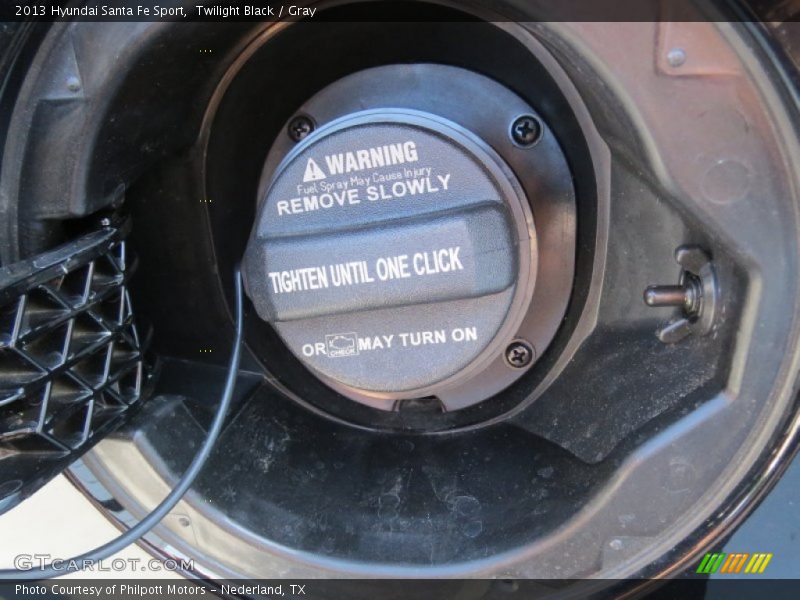 2013 Hyundai Santa Fe Sport, Twilight Black / Gray
WARNING
Fuel Spray May Cause Injury
REMOVE SLOWLY
TIGHTEN UNTIL ONE CLICK
OR CHECK MAY TURN ON
GTCARLOT.COM
Photo Courtesy of Philpott Motors – Nederland, TX